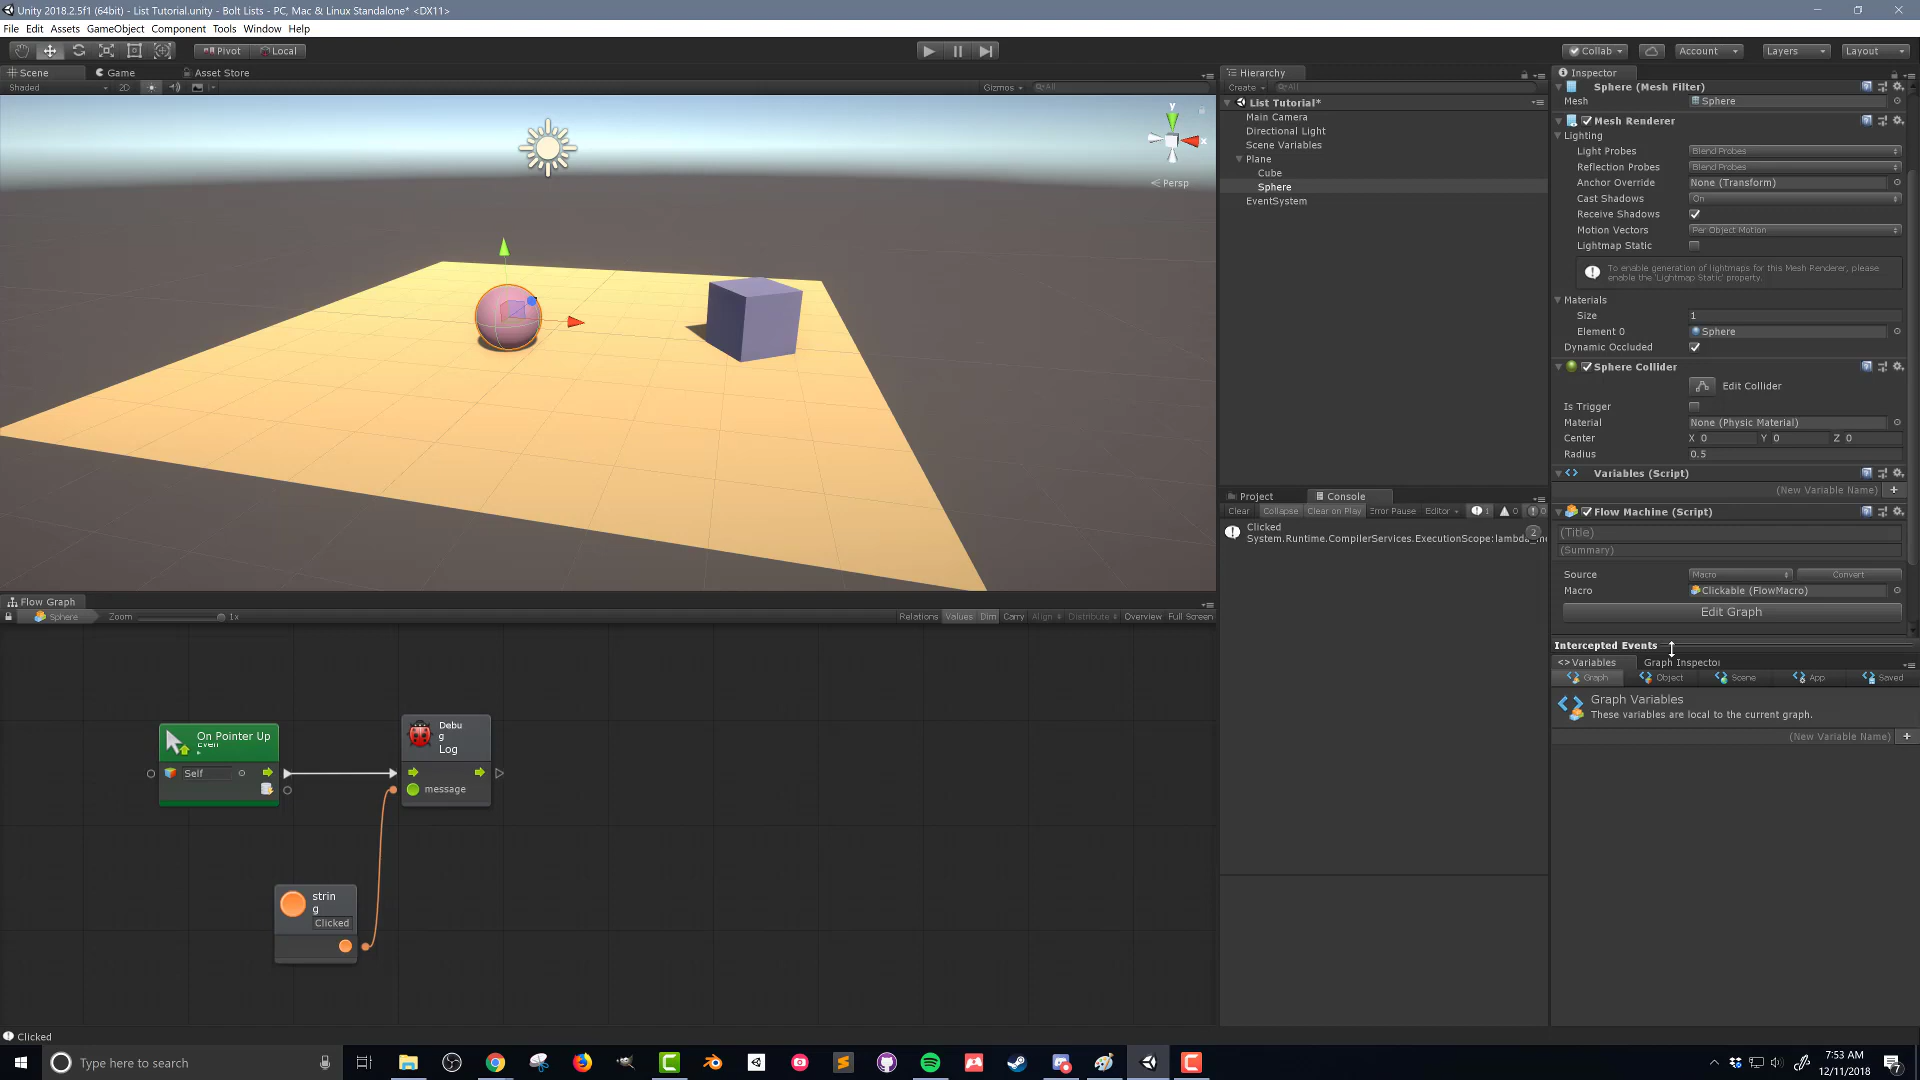 Unity 2018.2.5f1 (64bit) - List Tutorial.unity - Bolt Lists - PC, Mac & Linux Standalone* <DX11>
File Edit Assets GameObject Component Tools Window Help
Pivot Local Collab Account Layers Layout
Scene Game Asset Store
Shaded 2D Gizmos All
y
x
Persp
Hierarchy
Create All
List Tutorial*
Main Camera
Directional Light
Scene Variables
Plane
Cube
Sphere
EventSystem
Project Console
Clear Collapse Clear on Play Error Pause Editor 1 0 0
Clicked
System.Runtime.CompilerServices.ExecutionScope:lambda_m
2
Inspector
Sphere (Mesh Filter)
Mesh Sphere
Mesh Renderer
Lighting
Light Probes Blend Probes
Reflection Probes Blend Probes
Anchor Override None (Transform)
Cast Shadows On
Receive Shadows
Motion Vectors Per Object Motion
Lightmap Static
To enable generation of lightmaps for this Mesh Renderer, please
enable the 'Lightmap Static' property.
Materials
Size 1
Element 0 Sphere
Dynamic Occluded
Sphere Collider
Edit Collider
Is Trigger
Material None (Physic Material)
Center X 0 Y 0 Z 0
Radius 0.5
Variables (Script)
(New Variable Name)
Flow Machine (Script)
(Title)
(Summary)
Source Macro Convert
Macro Clickable (FlowMacro)
Edit Graph
Intercepted Events
<> Variables Graph Inspector
Graph Object Scene App Saved
Graph Variables
These variables are local to the current graph.
(New Variable Name)
Flow Graph
Sphere Zoom 1x Relations Values Dim Carry Align Distribute Overview Full Screen
On Pointer Up
Self
Debu
g
Log
message
strin
g
Clicked
Clicked
Type here to search
7:53 AM
12/11/2018
7